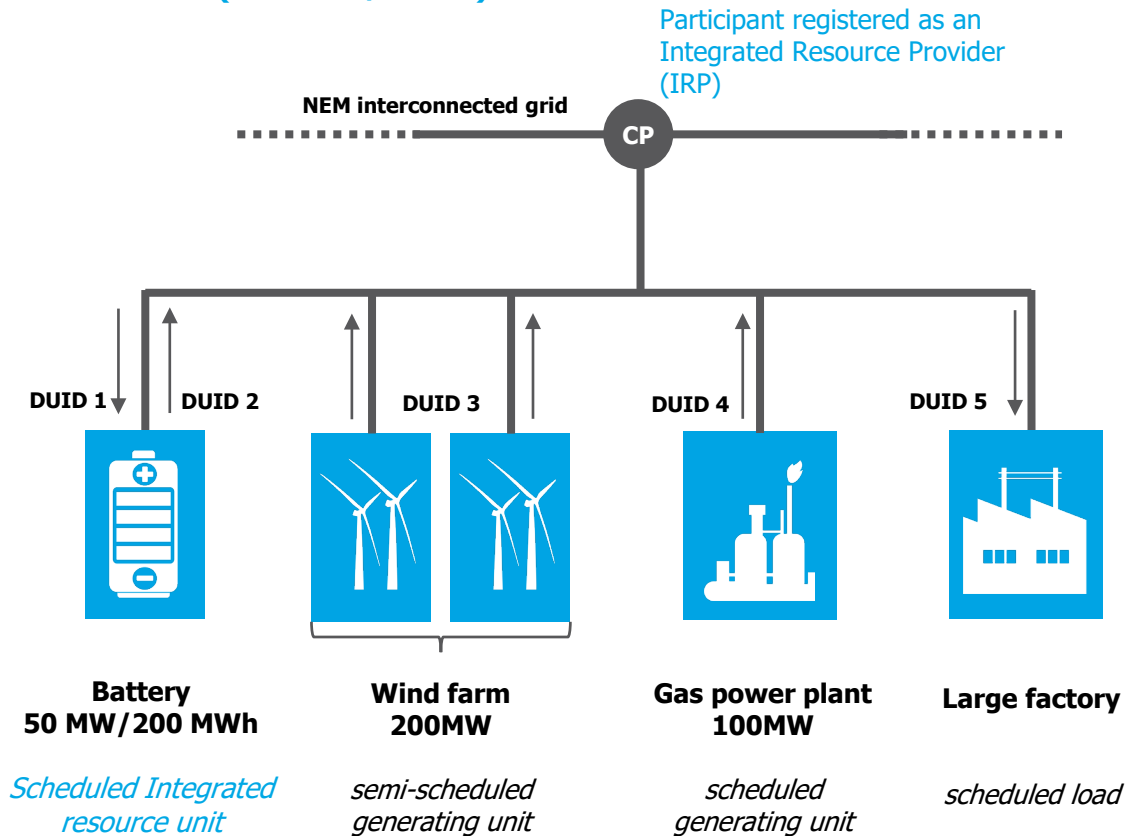 Participant registered as an
Integrated Resource Provider
(IRP)
NEM interconnected grid
CP
DUID 1
DUID 2
DUID 3
DUID 4
DUID 5
Battery
50 MW/200 MWh
Wind farm
200MW
Gas power plant
100MW
Large factory
Scheduled Integrated
resource unit
semi-scheduled
generating unit
scheduled
generating unit
scheduled load